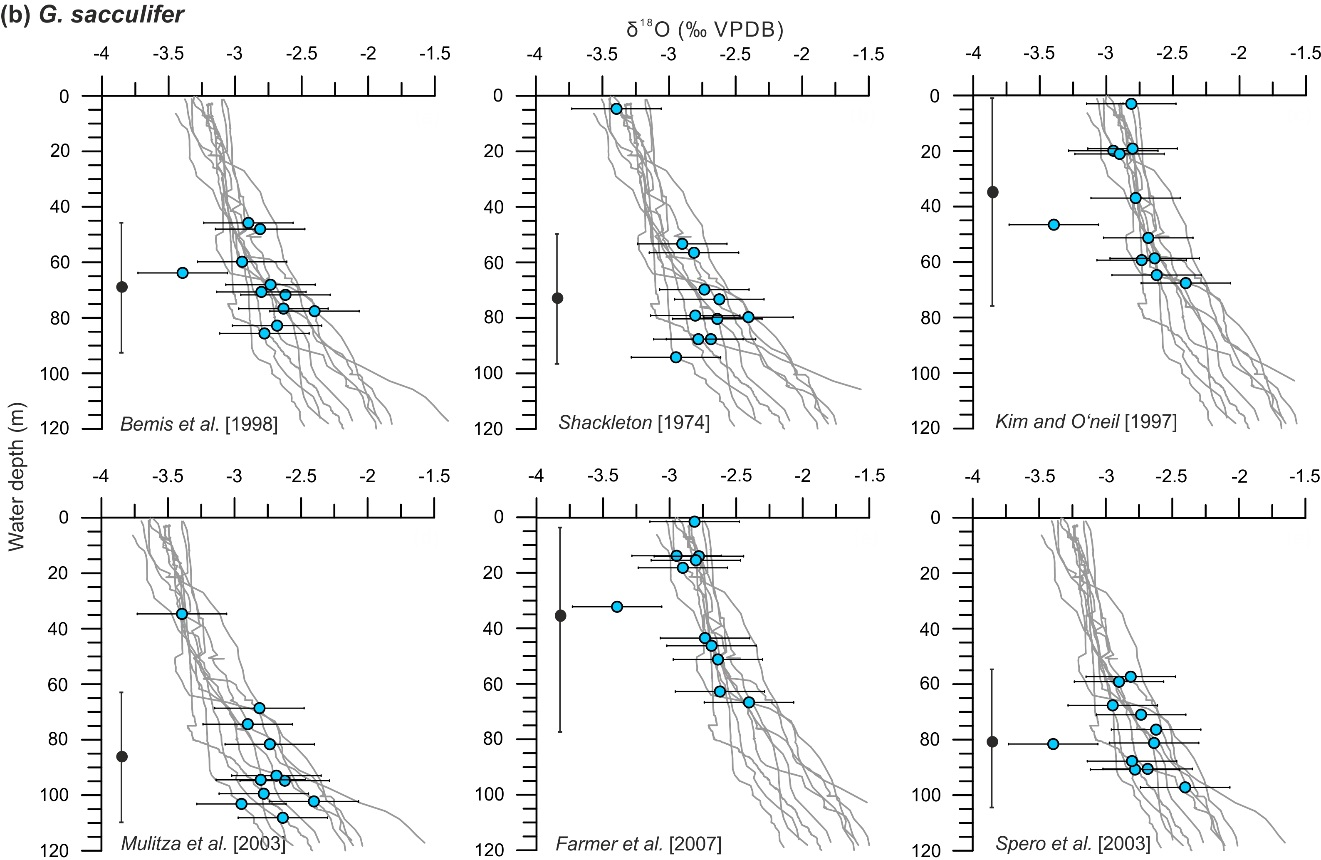 (b) G. sacculifer
δ18O (‰ VPDB)
-4 -3.5 -3 -2.5 -2 -1.5
-4 -3.5 -3 -2.5 -2 -1.5
-4 -3.5 -3 -2.5 -2 -1.5
0
20
40
60
80
100
120
Bemis et al. [1998]
0
20
40
60
80
100
120
Shackleton [1974]
0
20
40
60
80
100
120
Kim and O‘neil [1997]
Water depth (m)
-4 -3.5 -3 -2.5 -2 -1.5
-4 -3.5 -3 -2.5 -2 -1.5
-4 -3.5 -3 -2.5 -2 -1.5
0
20
40
60
80
100
120
Mulitza et al. [2003]
0
20
40
60
80
100
120
Farmer et al. [2007]
0
20
40
60
80
100
120
Spero et al. [2003]